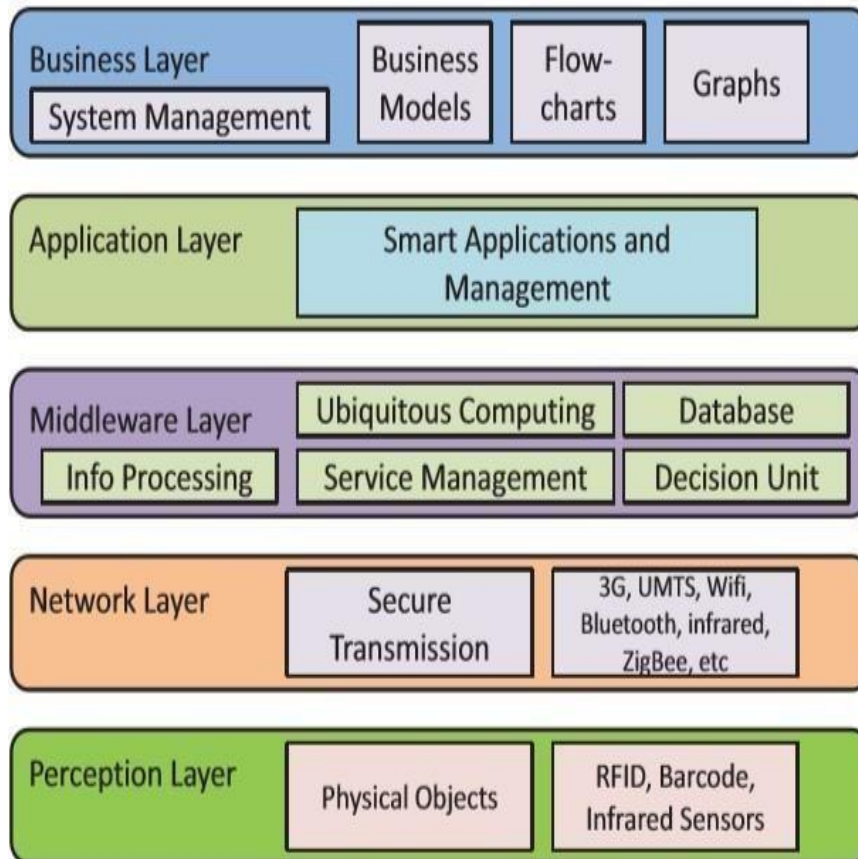 Business Layer
System Management
Business
Models
Flow-
charts
Graphs
Application Layer
Smart Applications and
Management
Middleware Layer
Info Processing
Ubiquitous Computing
Database
Service Management
Decision Unit
Network Layer
Secure
Transmission
3G, UMTS, Wifi,
Bluetooth, infrared,
ZigBee, etc
Perception Layer
Physical Objects
RFID, Barcode,
Infrared Sensors